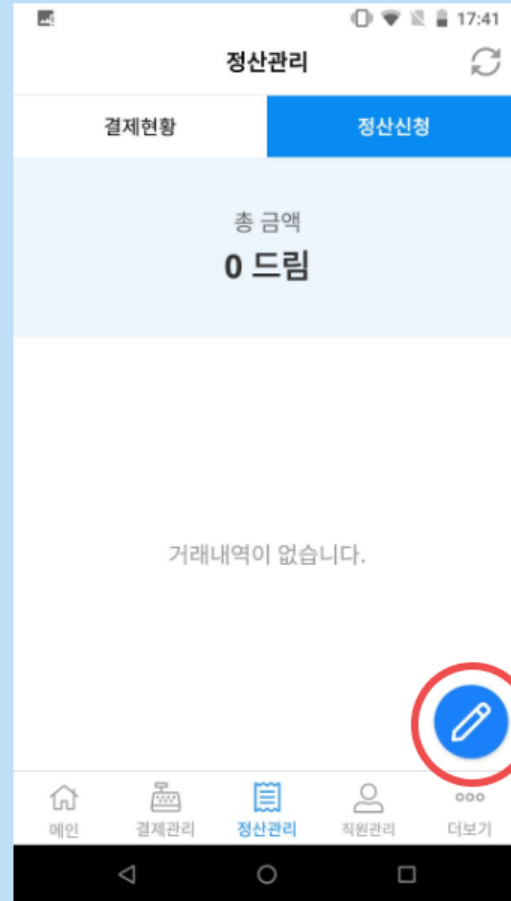 17:41
정산관리
결제현황
정산신청
총 금액
0 드림
거래내역이 없습니다.
메인
결제관리
정산관리
직원관리
더보기